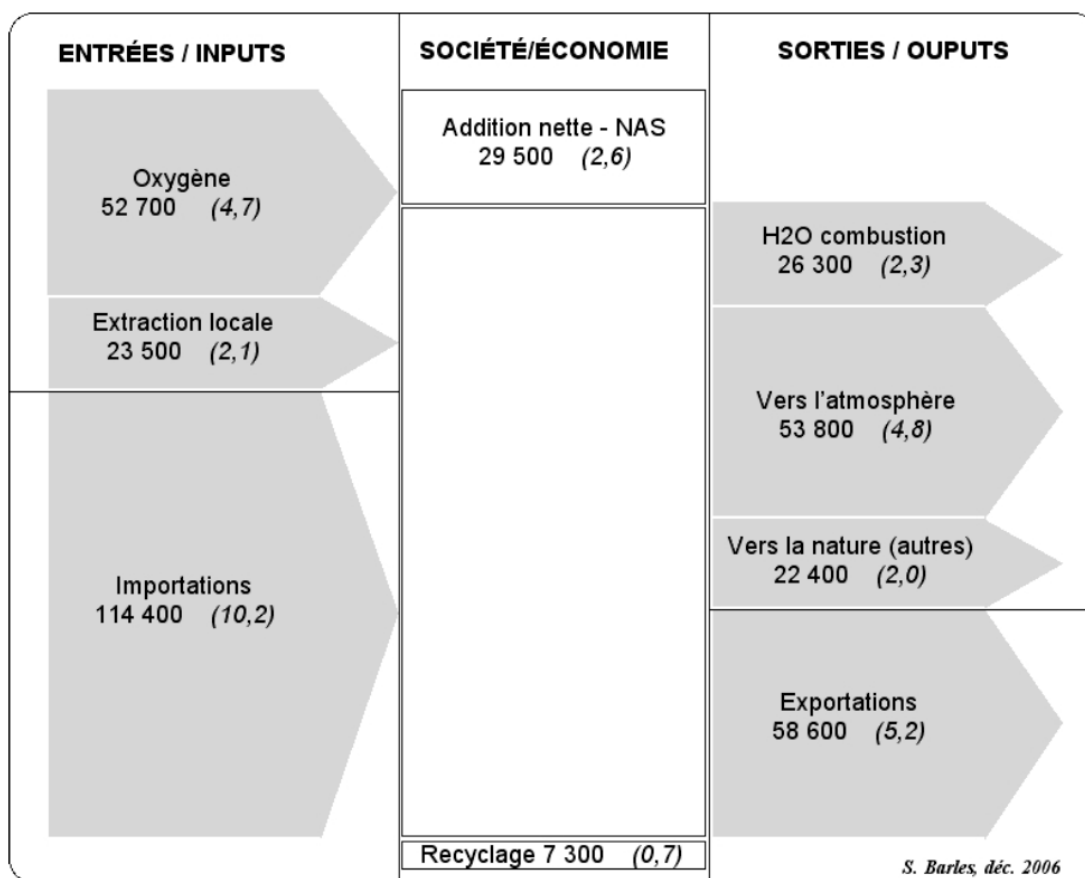 ENTRÉES / INPUTS
Oxygène
52 700 (4,7)
Extraction locale
23 500 (2,1)
Importations
114 400 (10,2)
SOCIÉTÉ/ÉCONOMIE
Addition nette - NAS
29 500 (2,6)
Recyclage 7 300 (0,7)
SORTIES / OUPUTS
H2O combustion
26 300 (2,3)
Vers l'atmosphère
53 800 (4,8)
Vers la nature (autres)
22 400 (2,0)
Exportations
58 600 (5,2)
S. Barles, déc. 2006